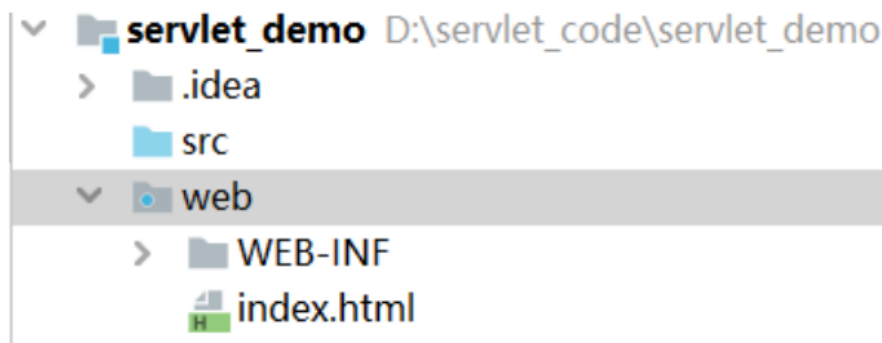 servlet_demo D:\servlet_code\servlet_demo
.idea
src
web
WEB-INF
H index.html